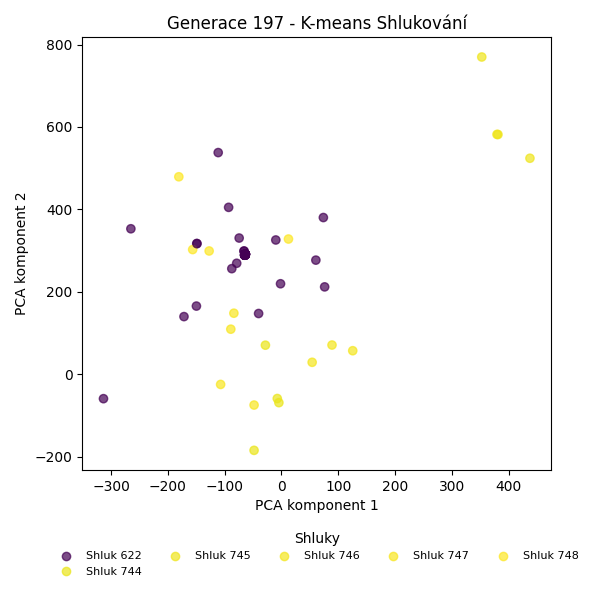 Generace 197 - K-means Shlukování
800
600
400
200
0
−200
PCA komponent 2
−300 −200 −100 0 100 200 300 400
PCA komponent 1
Shluky
Shluk 622 Shluk 745 Shluk 746 Shluk 747 Shluk 748
Shluk 744